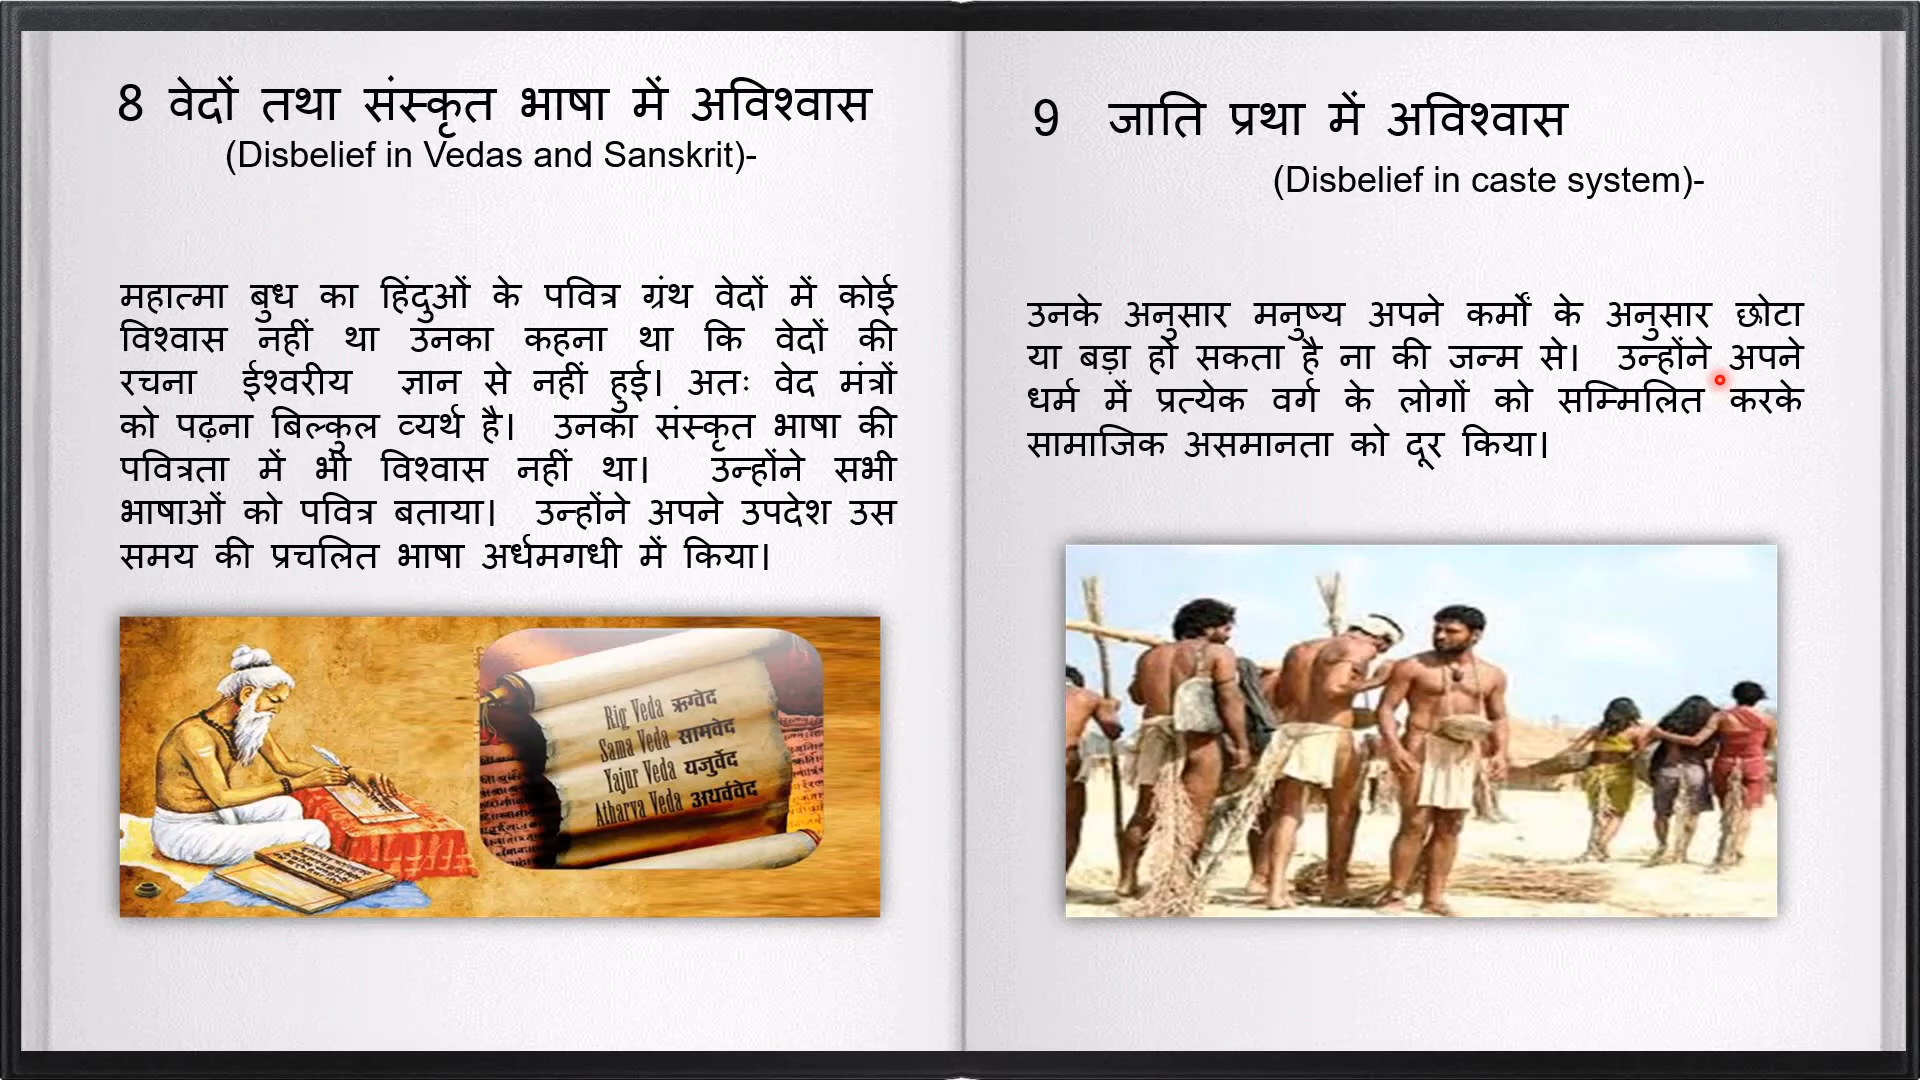 8 वेदों तथा संस्कृत भाषा में अविश्वास
(Disbelief in Vedas and Sanskrit)-
महात्मा बुध का हिंदुओं के पवित्र ग्रंथ वेदों में कोई
विश्वास नहीं था उनका कहना था कि वेदों की
रचना ईश्वरीय ज्ञान से नहीं हुई। अतः वेद मंत्रों
को पढ़ना बिल्कुल व्यर्थ है। उनका संस्कृत भाषा की
पवित्रता में भी विश्वास नहीं था। उन्होंने सभी
भाषाओं को पवित्र बताया। उन्होंने अपने उपदेश उस
समय की प्रचलित भाषा अर्धमगधी में किया।
Rig Veda ऋग्वेद
Sama Veda सामवेद
Yajur Veda यजुर्वेद
Atharva Veda अथर्ववेद
9 जाति प्रथा में अविश्वास
(Disbelief in caste system)-
उनके अनुसार मनुष्य अपने कर्मों के अनुसार छोटा
या बड़ा हो सकता है ना की जन्म से। उन्होंने अपने
धर्म में प्रत्येक वर्ग के लोगों को सम्मिलित करके
सामाजिक असमानता को दूर किया।